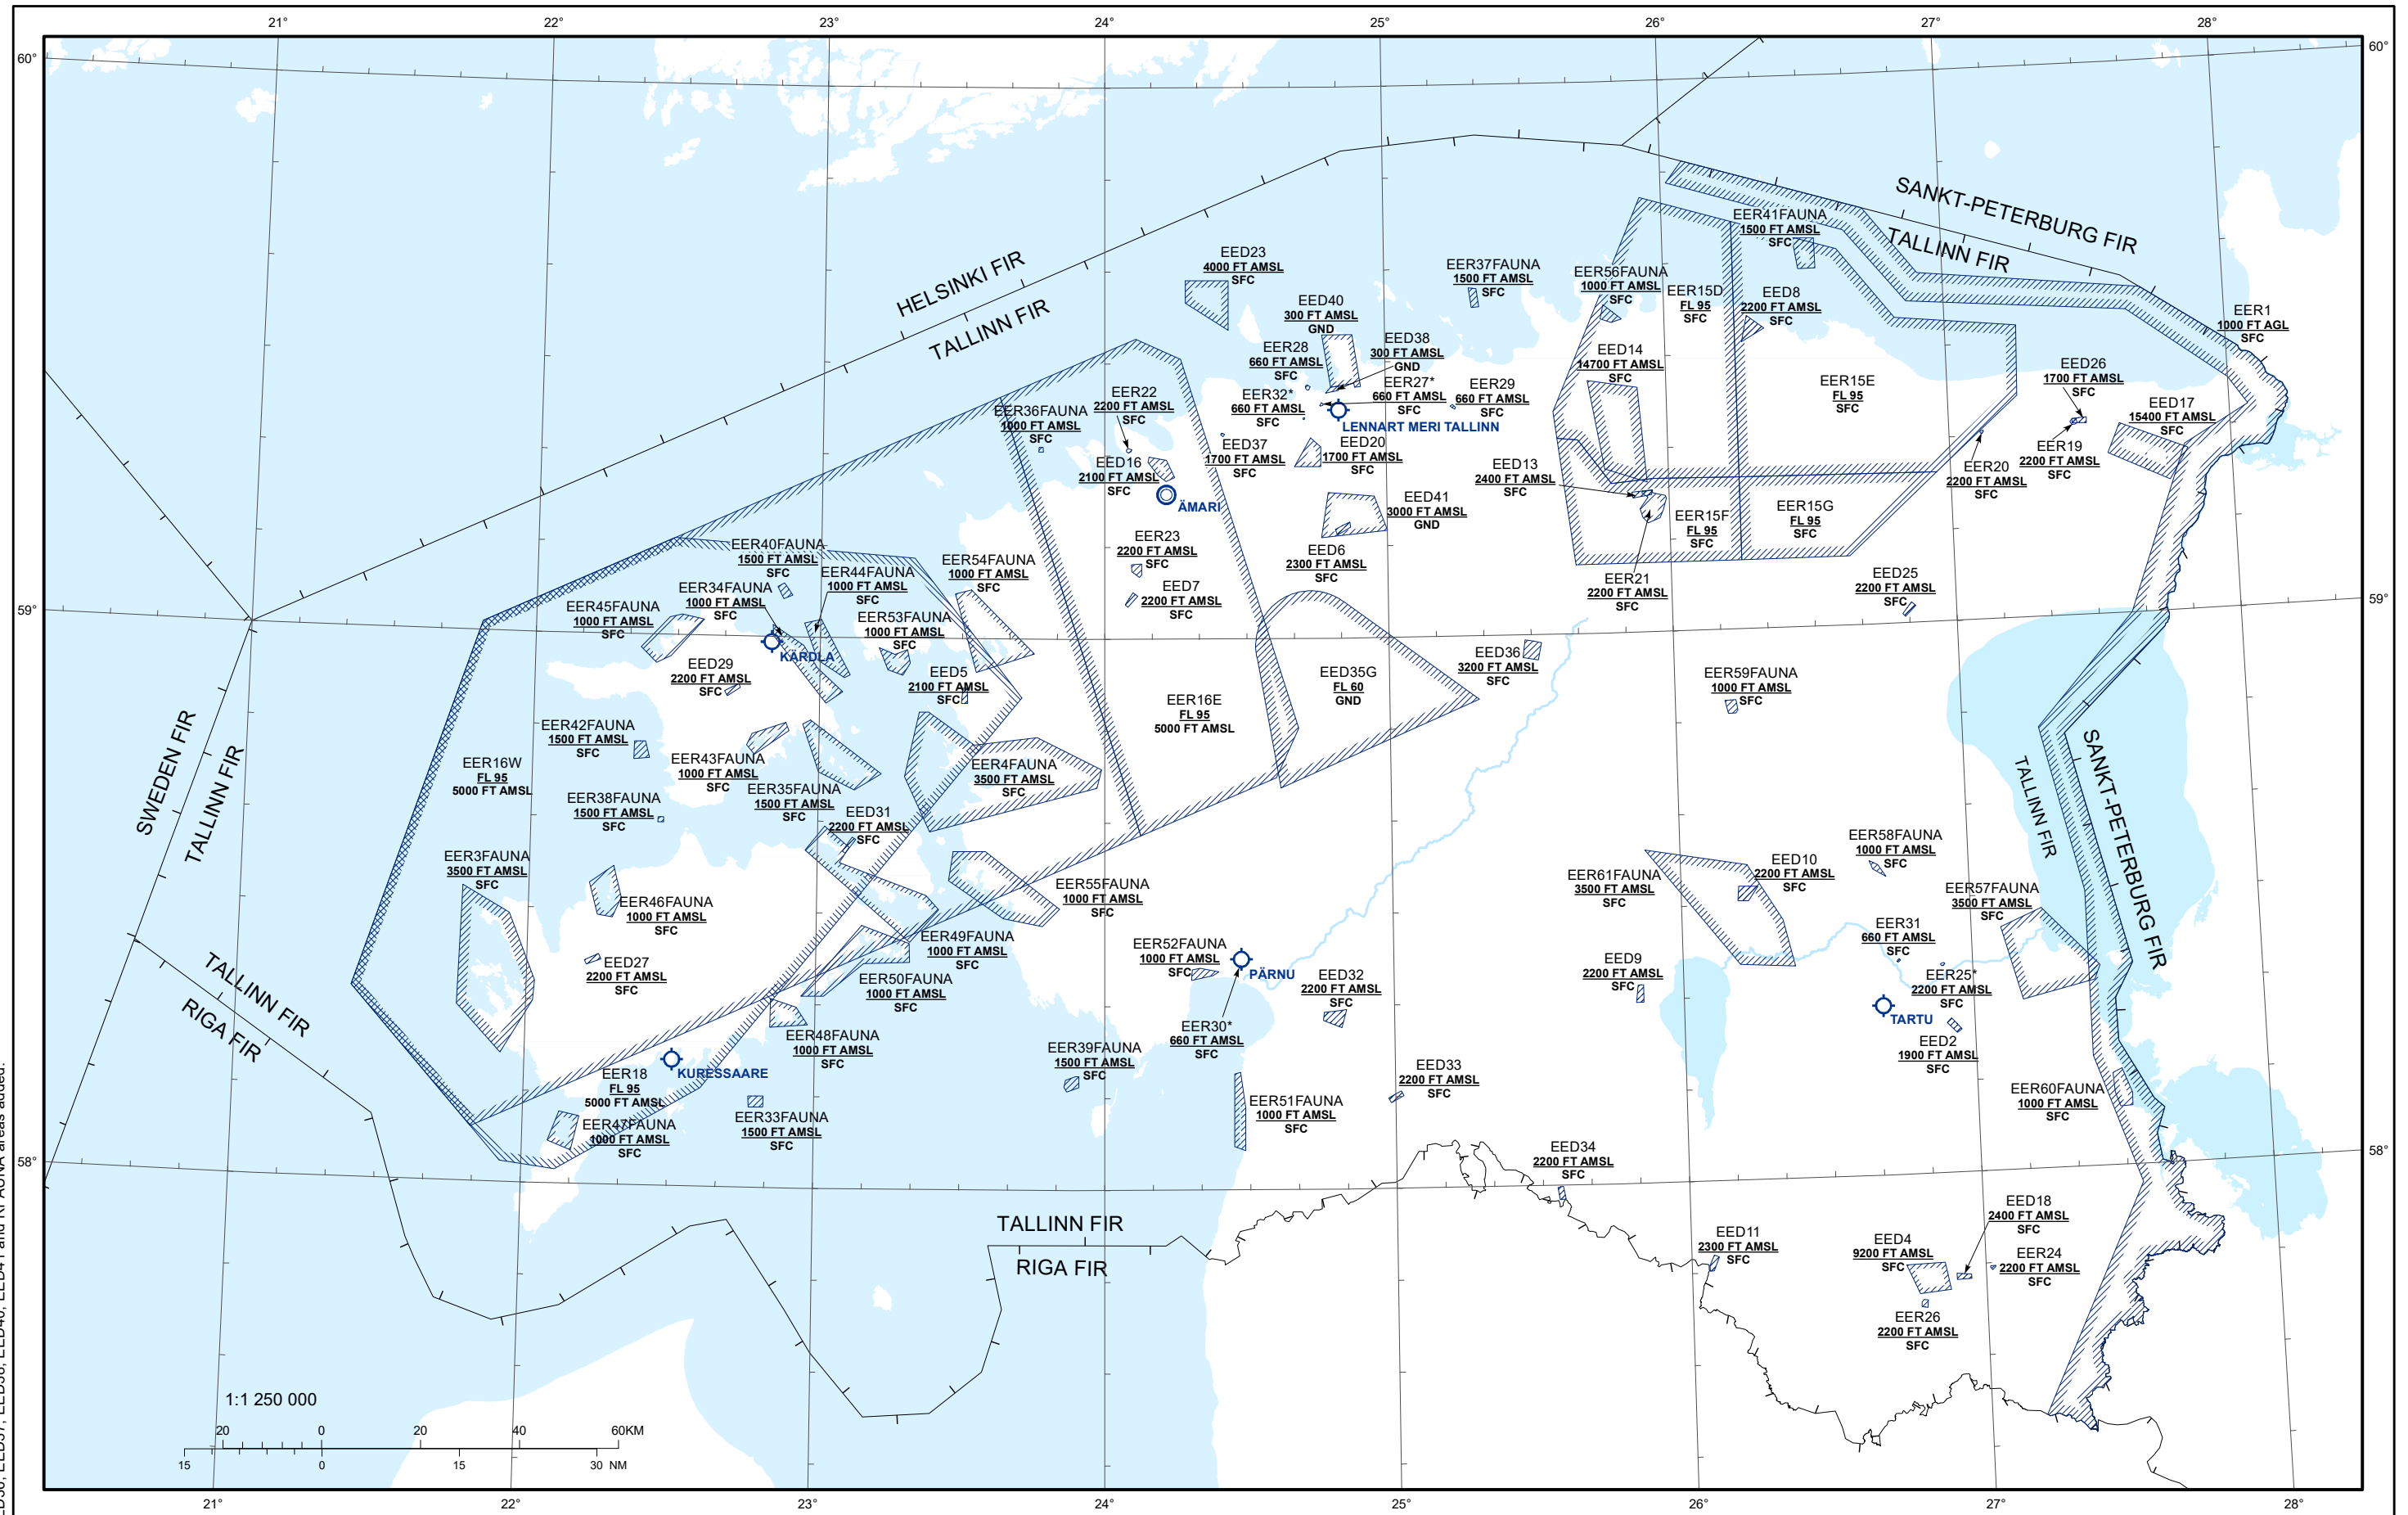 21°
22°
23°
24°
25°
26°
27°
28°
60°
60°
SANKT-PETERBURG FIR
TALLINN FIR
HELSINKI FIR
TALLINN FIR
EED23
4000 FT AMSL
SFC
EER37FAUNA
1500 FT AMSL
SFC
EER41FAUNA
1500 FT AMSL
SFC
EER56FAUNA
1000 FT AMSL
SFC
EER15D
FL 95
SFC
EED8
2200 FT AMSL
SFC
EER1
1000 FT AGL
SFC
EED40
300 FT AMSL
GND
EED38
300 FT AMSL
GND
EER28
660 FT AMSL
SFC
EER27*
660 FT AMSL
SFC
EER29
660 FT AMSL
SFC
EER32*
660 FT AMSL
SFC
LENNART MERI TALLINN
EED14
14700 FT AMSL
SFC
EER15E
FL 95
SFC
EED26
1700 FT AMSL
SFC
EED17
15400 FT AMSL
SFC
EER19
2200 FT AMSL
SFC
EER20
2200 FT AMSL
SFC
EER36FAUNA
1000 FT AMSL
SFC
EER22
2200 FT AMSL
SFC
EED16
2100 FT AMSL
SFC
ÄMARI
EED37
1700 FT AMSL
SFC
EED20
1700 FT AMSL
SFC
EED13
2400 FT AMSL
SFC
EED41
3000 FT AMSL
GND
EED6
2300 FT AMSL
SFC
EER15F
FL 95
SFC
EER15G
FL 95
SFC
EER21
2200 FT AMSL
SFC
EED25
2200 FT AMSL
SFC
EER23
2200 FT AMSL
SFC
EED7
2200 FT AMSL
SFC
EER40FAUNA
1500 FT AMSL
SFC
EER44FAUNA
1000 FT AMSL
SFC
EER54FAUNA
1000 FT AMSL
SFC
EER34FAUNA
1000 FT AMSL
SFC
EER45FAUNA
1000 FT AMSL
SFC
EER53FAUNA
1000 FT AMSL
SFC
KÄRDLA
59°
59°
EED29
2200 FT AMSL
SFC
EED5
2100 FT AMSL
SFC
EER16E
FL 95
5000 FT AMSL
EED35G
FL 60
GND
EED36
3200 FT AMSL
SFC
EER59FAUNA
1000 FT AMSL
SFC
SWEDEN FIR
TALLINN FIR
EER42FAUNA
1500 FT AMSL
SFC
EER16W
FL 95
5000 FT AMSL
EER43FAUNA
1000 FT AMSL
SFC
EER4FAUNA
3500 FT AMSL
SFC
EER35FAUNA
1500 FT AMSL
SFC
EER38FAUNA
1500 FT AMSL
SFC
EED31
2200 FT AMSL
SFC
TALLINN FIR
SANKT-PETERBURG FIR
EER3FAUNA
3500 FT AMSL
SFC
EER46FAUNA
1000 FT AMSL
SFC
EER55FAUNA
1000 FT AMSL
SFC
EER61FAUNA
3500 FT AMSL
SFC
EED10
2200 FT AMSL
SFC
EER58FAUNA
1000 FT AMSL
SFC
EER57FAUNA
3500 FT AMSL
SFC
EER31
660 FT AMSL
SFC
EER25*
2200 FT AMSL
SFC
TARTU
EED2
1900 FT AMSL
SFC
EED9
2200 FT AMSL
SFC
EER49FAUNA
1000 FT AMSL
SFC
EER52FAUNA
1000 FT AMSL
SFC
PÄRNU
EED32
2200 FT AMSL
SFC
EED27
2200 FT AMSL
SFC
EER50FAUNA
1000 FT AMSL
SFC
TALLINN FIR
RIGA FIR
EER48FAUNA
1000 FT AMSL
SFC
EER39FAUNA
1500 FT AMSL
SFC
EER30*
660 FT AMSL
SFC
KURESSAARE
EER18
FL 95
5000 FT AMSL
EER47FAUNA
1000 FT AMSL
SFC
EER33FAUNA
1500 FT AMSL
SFC
EER51FAUNA
1000 FT AMSL
SFC
EED33
2200 FT AMSL
SFC
EER60FAUNA
1000 FT AMSL
SFC
58°
58°
EED34
2200 FT AMSL
SFC
TALLINN FIR
RIGA FIR
EED11
2300 FT AMSL
SFC
EED18
2400 FT AMSL
SFC
EED4
9200 FT AMSL
SFC
EER24
2200 FT AMSL
SFC
EER26
2200 FT AMSL
SFC
1:1 250 000
20 0 20 40 60KM
15 0 15 30 NM
21°
22°
23°
24°
25°
26°
27°
28°
EED37, EED38, EED40, EED41 and R/FAUNA areas added.